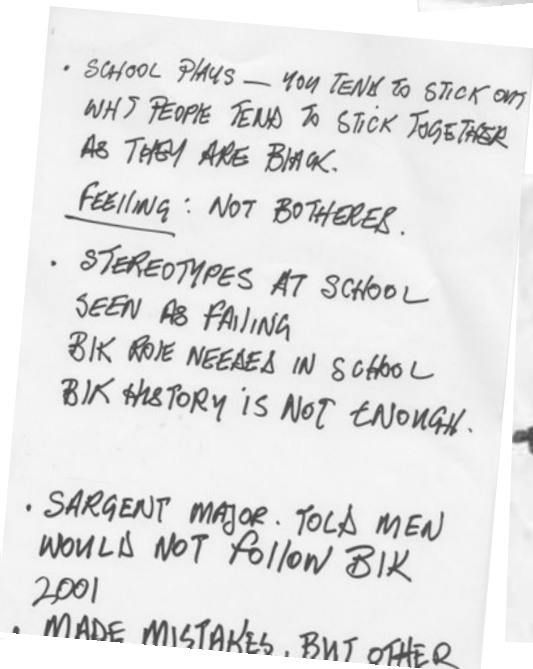 • SCHOOL PLAYS — YOU TEND TO STICK OUT
WHT PEOPLE TEND TO STICK TOGETHER
AS THEY ARE BLACK.
FEELING : NOT BOTHERED.
• STEREOTYPES AT SCHOOL
SEEN AS FAILING
BLK ROLE NEEDED IN SCHOOL
BLK HISTORY IS NOT ENOUGH.
• SARGENT MAJOR. TOLD MEN
WOULD NOT FOLLOW BLK
2001
• MADE MISTAKES, BUT OTHER